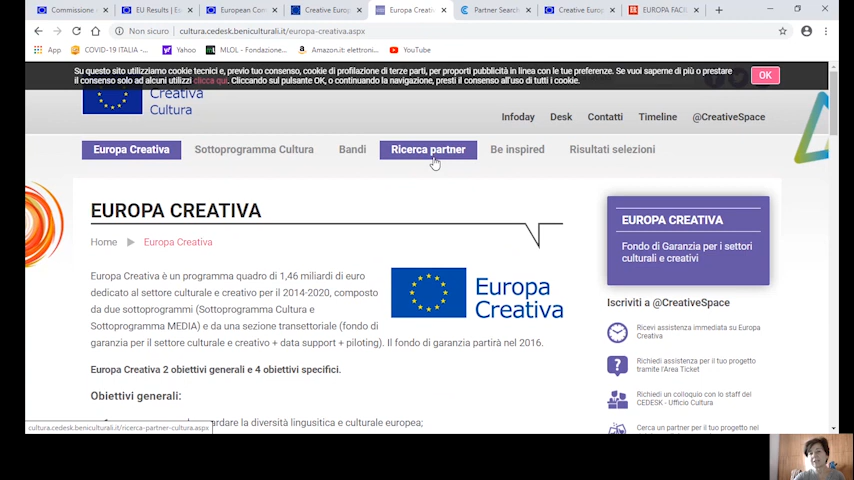 Commissione
EU Results | Es
European Com
Creative Europ
Europa Creativ
Partner Search
Creative Europ
EUROPA FACIL
Non sicuro | cultura.cedesk.beniculturali.it/europa-creativa.aspx
App
COVID-19 ITALIA -...
Yahoo
MLOL - Fondazione...
Amazon.it: elettroni...
YouTube
Su questo sito utilizziamo cookie tecnici e, previo tuo consenso, cookie di profilazione di terze parti, per proporti pubblicità in linea con le tue preferenze. Se vuoi saperne di più o prestare
il consenso solo ad alcuni utilizzi clicca qui. Cliccando sul pulsante OK, o continuando la navigazione, presti il consenso all'uso di tutti i cookie.
OK
Creativa
Cultura
Infoday
Desk
Contatti
Timeline
@CreativeSpace
Europa Creativa
Sottoprogramma Cultura
Bandi
Ricerca partner
Be inspired
Risultati selezioni
EUROPA CREATIVA
Home
Europa Creativa
Europa Creativa è un programma quadro di 1,46 miliardi di euro
dedicato al settore culturale e creativo per il 2014-2020, composto
da due sottoprogrammi (Sottoprogramma Cultura e
Sottoprogramma MEDIA) e da una sezione transettoriale (fondo di
garanzia per il settore culturale e creativo + data support + piloting). Il fondo di garanzia partirà nel 2016.
Europa
Creativa
Europa Creativa 2 obiettivi generali e 4 obiettivi specifici.
Obiettivi generali:
ardare la diversità lingusitica e culturale europea;
EUROPA CREATIVA
Fondo di Garanzia per i settori
culturali e creativi
Iscriviti a @CreativeSpace
Ricevi assistenza immediata su Europa
Creativa
Richiedi assistenza per il tuo progetto
tramite l'Area Ticket
Richiedi un colloquio con lo staff del
CEDESK - Ufficio Cultura
Cerca un partner per il tuo progetto nel
cultura.cedesk.beniculturali.it/ricerca-partner-cultura.aspx